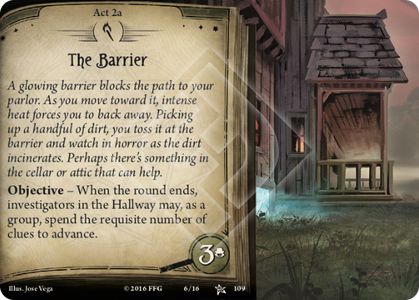 Act 2a
The Barrier
A glowing barrier blocks the path to your
parlor. As you move toward it, intense
heat forces you to back away. Picking
up a handful of dirt, you toss it at the
barrier and watch in horror as the dirt
incinerates. Perhaps there's something in
the cellar or attic that can help.
Objective – When the round ends,
investigators in the Hallway may, as a
group, spend the requisite number of
clues to advance.
3
Illus. Jose Vega
© 2016 FFG
6/16
109